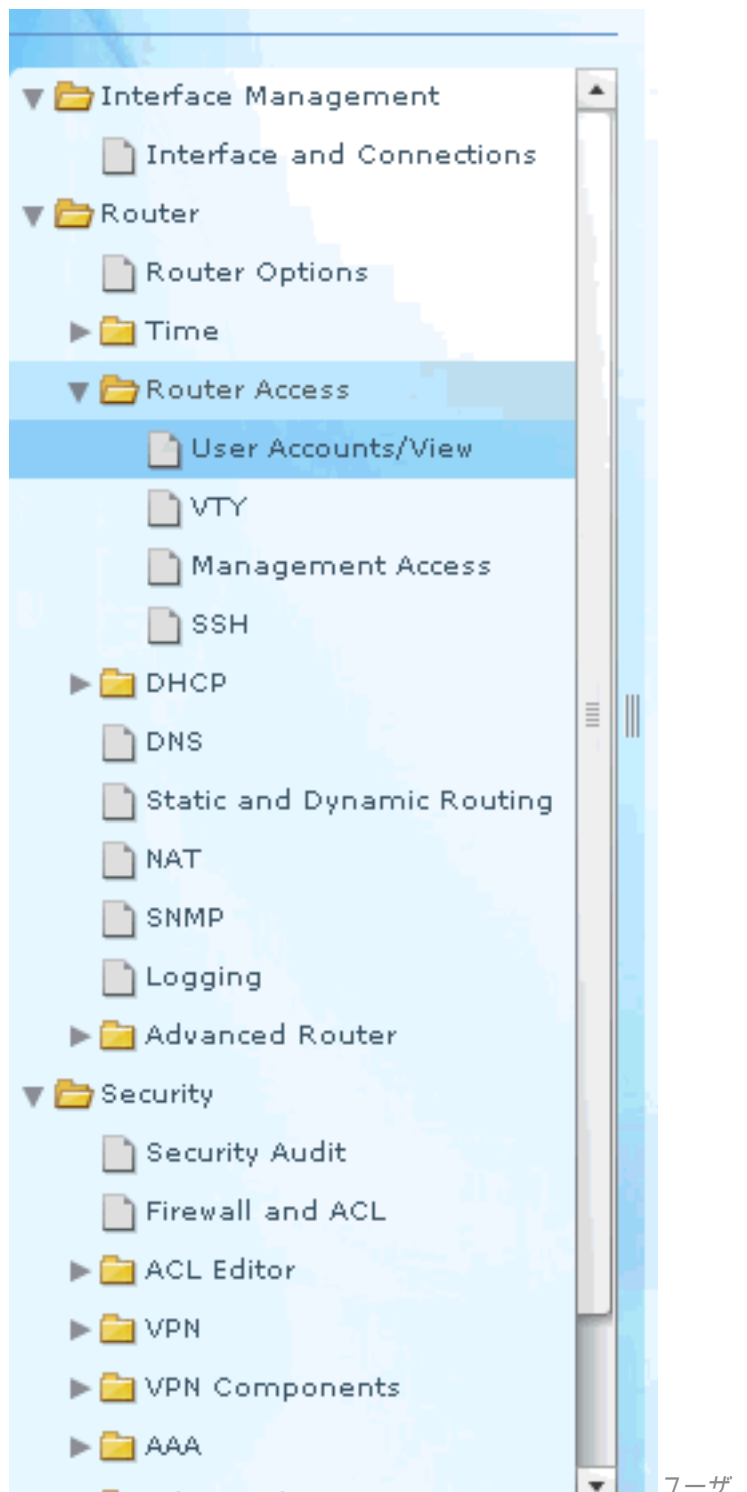 Interface Management
Interface and Connections
Router
Router Options
Time
Router Access
User Accounts/View
VTY
Management Access
SSH
DHCP
DNS
Static and Dynamic Routing
NAT
SNMP
Logging
Advanced Router
Security
Security Audit
Firewall and ACL
ACL Editor
VPN
VPN Components
AAA
ユーザ